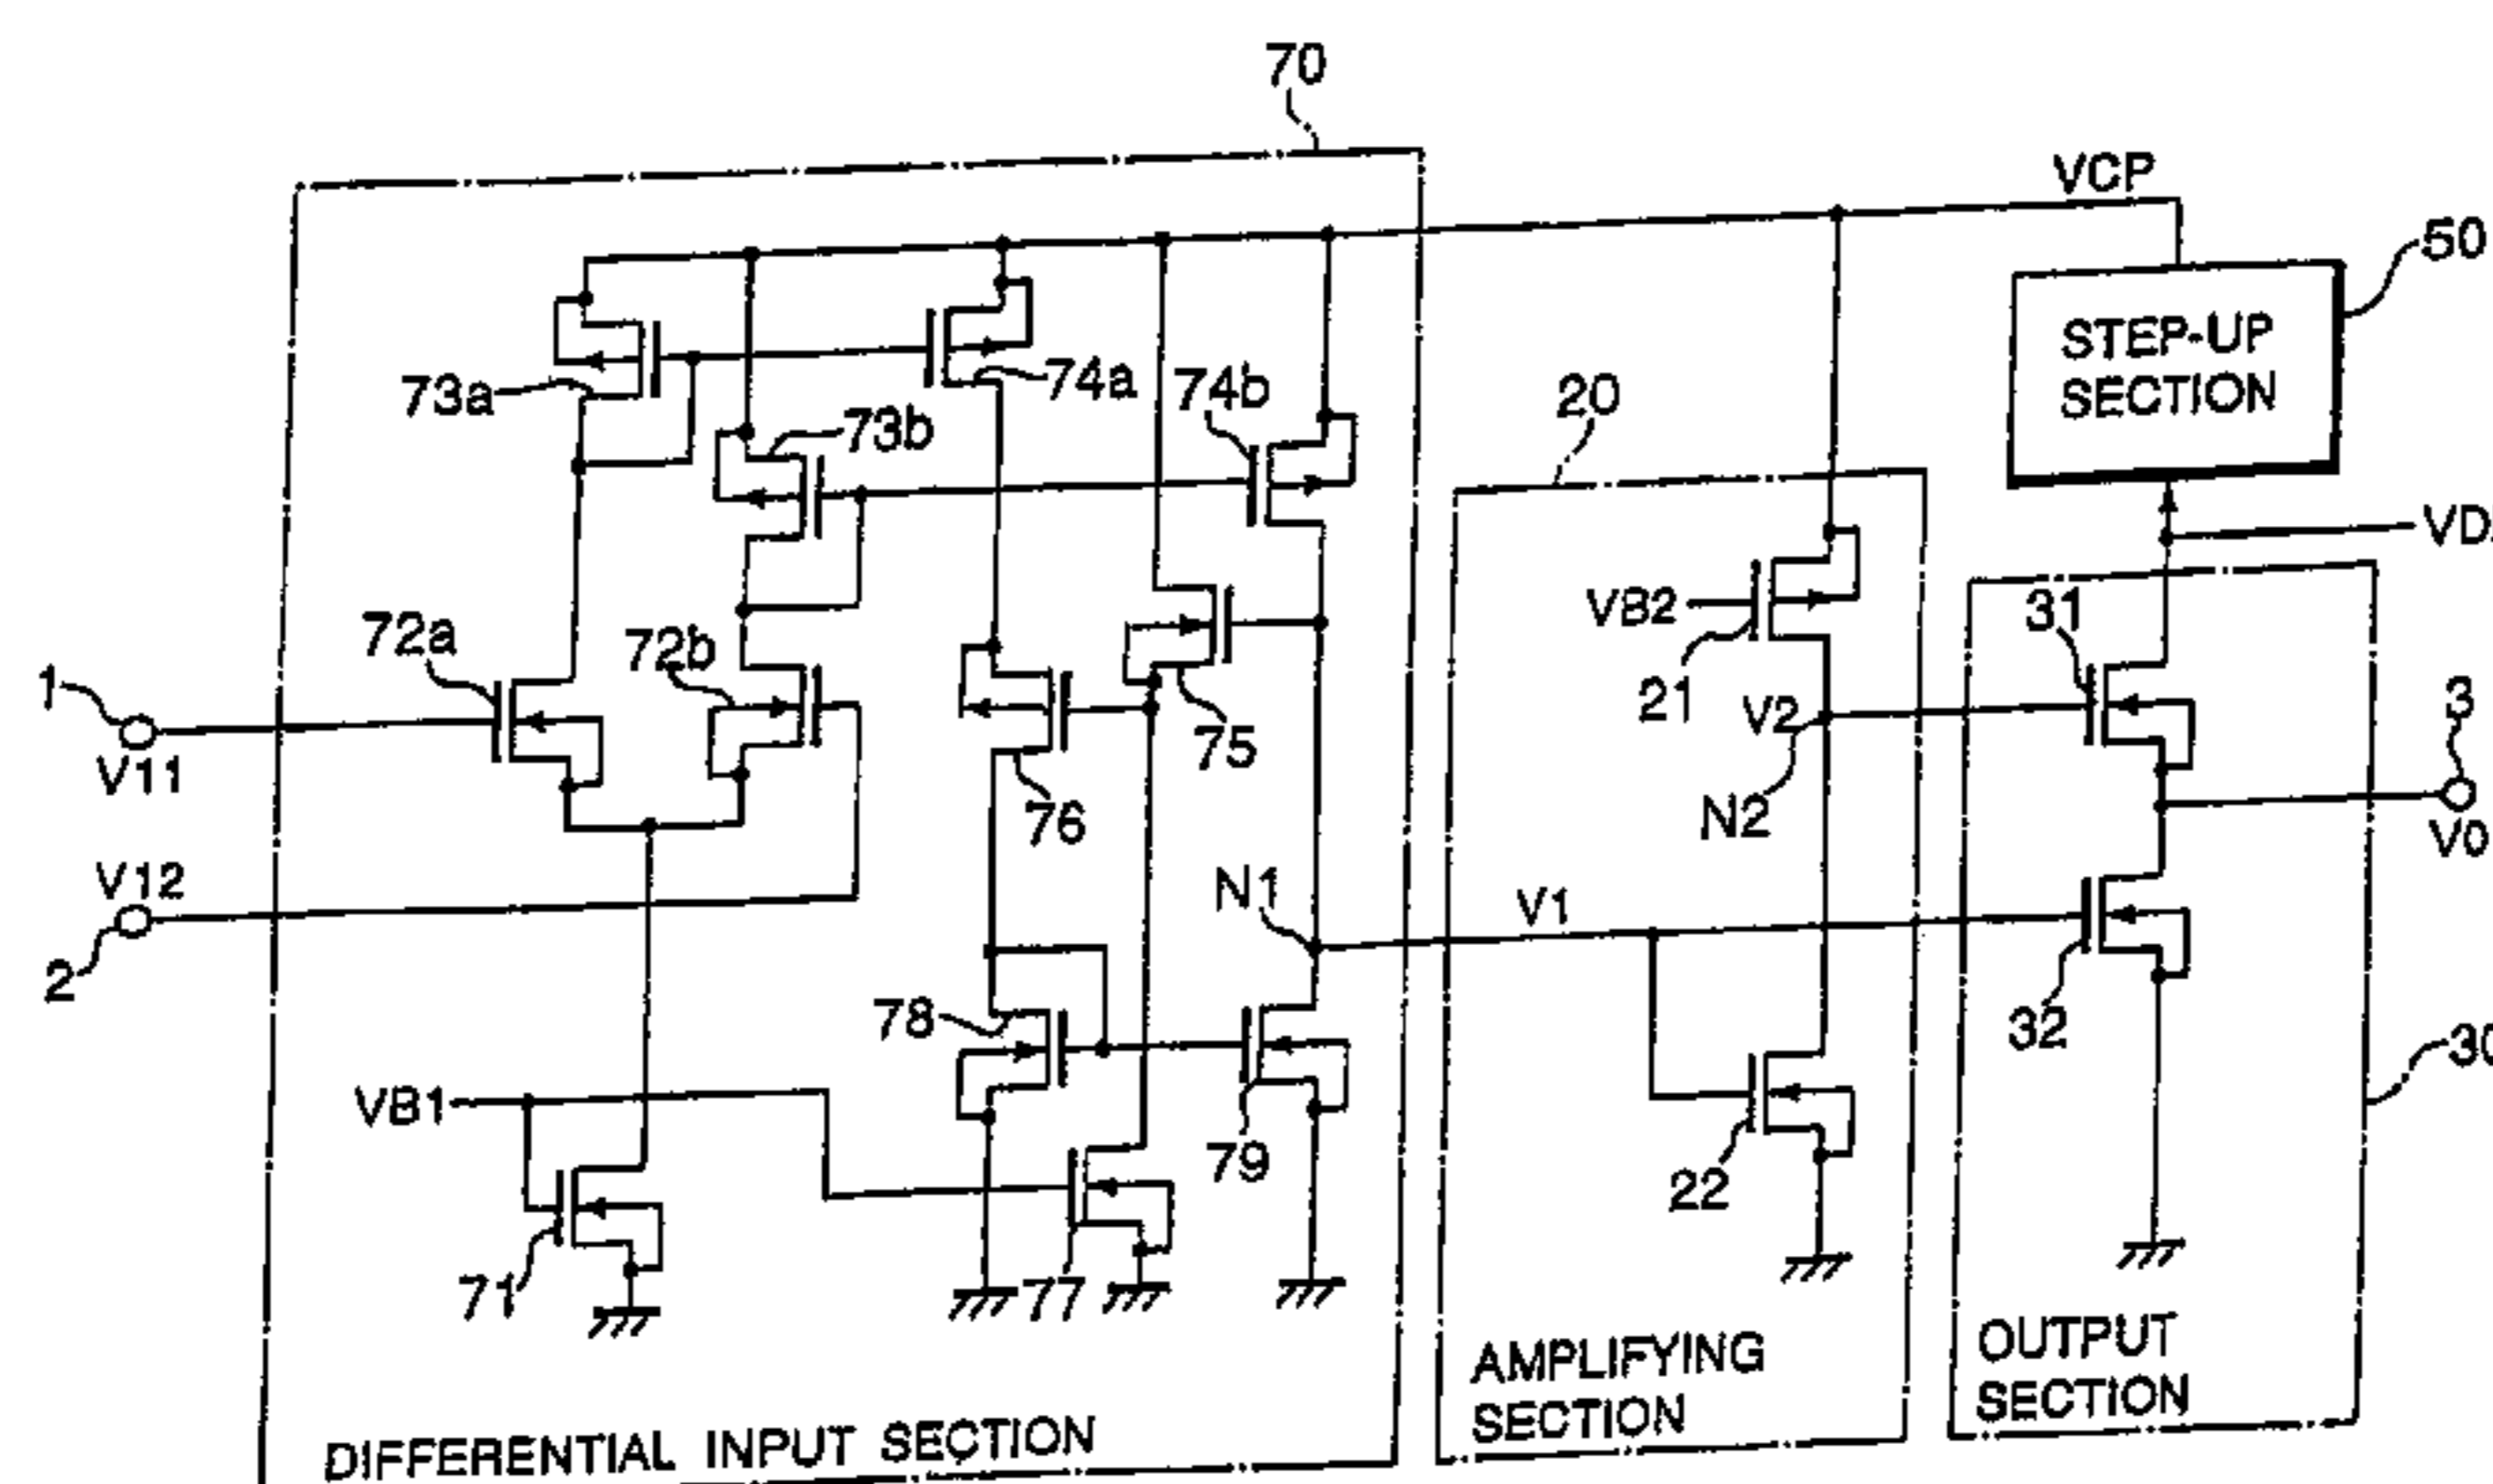 70
VCP
50
STEP-UP
SECTION
73a
74a
74b
20
73b
VD
72a
72b
VB2
31
1
21
V2
3
75
V11
76
N2
V0
V12
N1
V1
2
78
32
30
VB1
79
22
71
77
AMPLIFYING
SECTION
OUTPUT
SECTION
DIFFERENTIAL INPUT SECTION